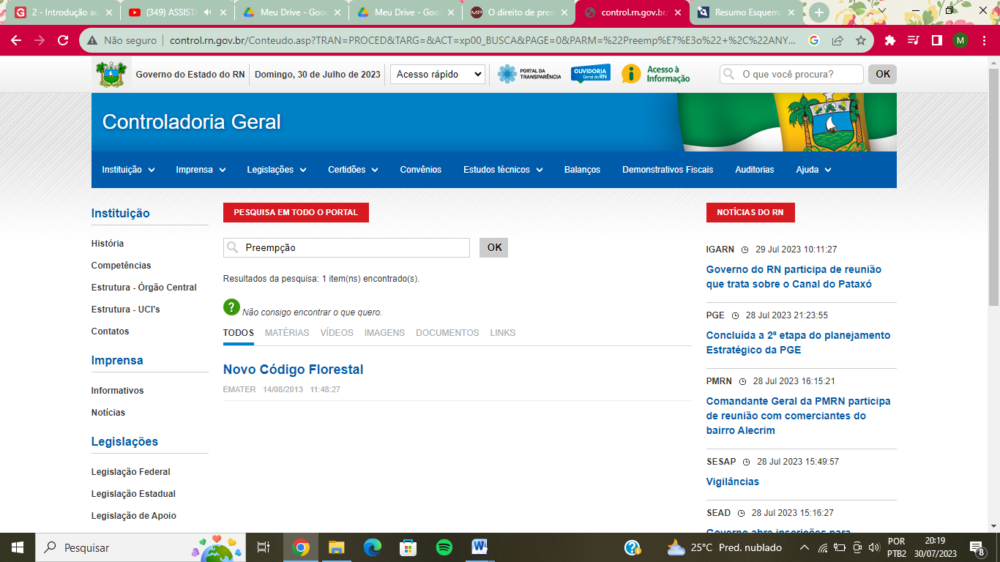 2 - Introdução ao
(349) ASSIST
Meu Drive - Goo
Meu Drive - Goo
O direito de pree
control.rn.gov.br/
Resumo Esquema
Não seguro
control.rn.gov.br/Conteudo.asp?TRAN=PROCED&TARG=&ACT=xp00_BUSCA&PAGE=0&PARM=%22Preemp%E7%E3o%22+%2C%22ANY...
M
Governo do Estado do RN
Domingo, 30 de Julho de 2023
Acesso rápido
PORTAL DA
TRANSPARÊNCIA
OUVIDORIA
Geral do RN
Acesso à
Informação
O que você procura?
OK
Controladoria Geral
Instituição
Imprensa
Legislações
Certidões
Convênios
Estudos técnicos
Balanços
Demonstrativos Fiscais
Auditorias
Ajuda
Instituição
História
Competências
Estrutura - Órgão Central
Estrutura - UCI's
Contatos
Imprensa
Informativos
Notícias
Legislações
Legislação Federal
Legislação Estadual
Legislação de Apoio
PESQUISA EM TODO O PORTAL
Preempção
OK
Resultados da pesquisa: 1 item(ns) encontrado(s).
? Não consigo encontrar o que quero.
TODOS MATÉRIAS VÍDEOS IMAGENS DOCUMENTOS LINKS
Novo Código Florestal
EMATER 14/08/2013 11:48:27
NOTÍCIAS DO RN
IGARN 29 Jul 2023 10:11:27
Governo do RN participa de reunião
que trata sobre o Canal do Pataxó
PGE 28 Jul 2023 21:23:55
Concluída a 2ª etapa do planejamento
Estratégico da PGE
PMRN 28 Jul 2023 16:15:21
Comandante Geral da PMRN participa
de reunião com comerciantes do
bairro Alecrim
SESAP 28 Jul 2023 15:49:57
Vigilâncias
SEAD 28 Jul 2023 15:16:27
Governo abre inscrições para
Pesquisar
25°C Pred. nublado
POR
PTB2
20:19
30/07/2023
8